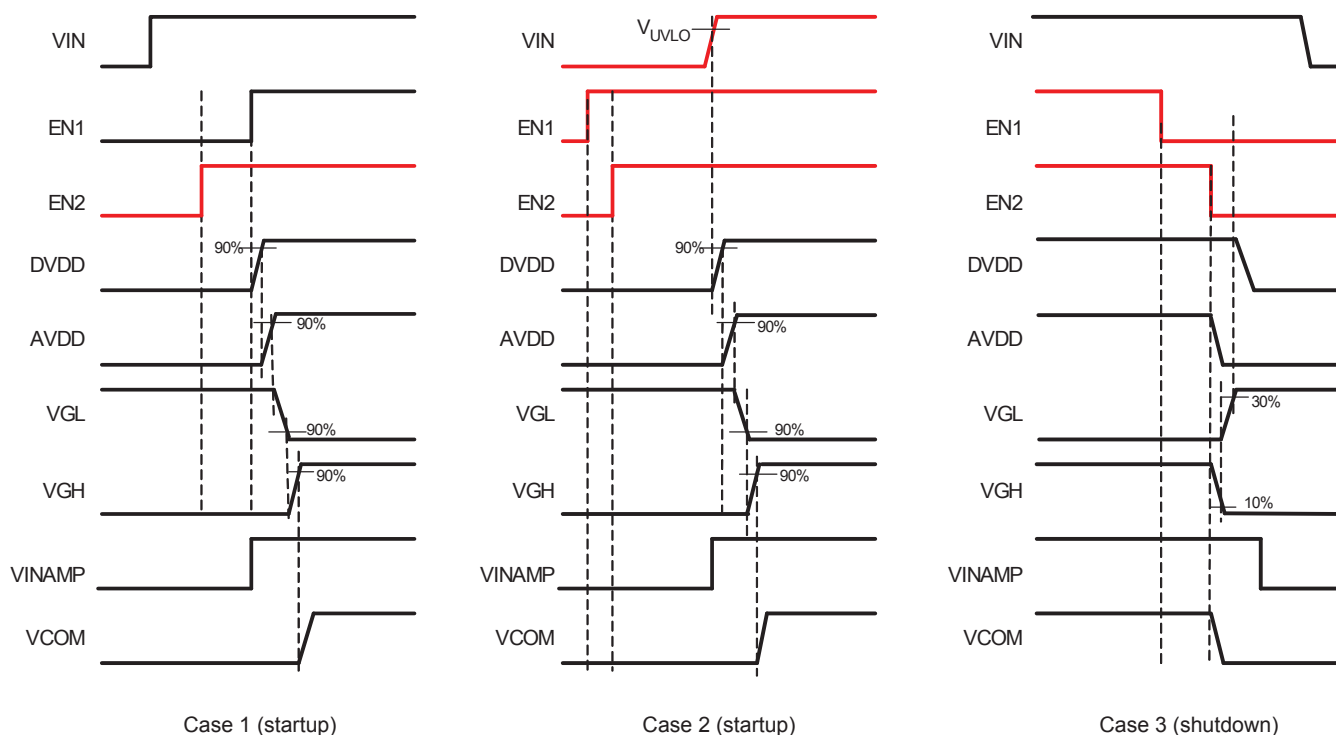 VIN
EN1
EN2
DVDD
90%
AVDD
90%
VGL
90%
VGH
90%
VINAMP
VCOM
Case 1 (startup)
VIN
VUVLO
EN1
EN2
DVDD
90%
AVDD
90%
VGL
90%
VGH
90%
VINAMP
VCOM
Case 2 (startup)
VIN
EN1
EN2
DVDD
AVDD
VGL
30%
VGH
10%
VINAMP
VCOM
Case 3 (shutdown)